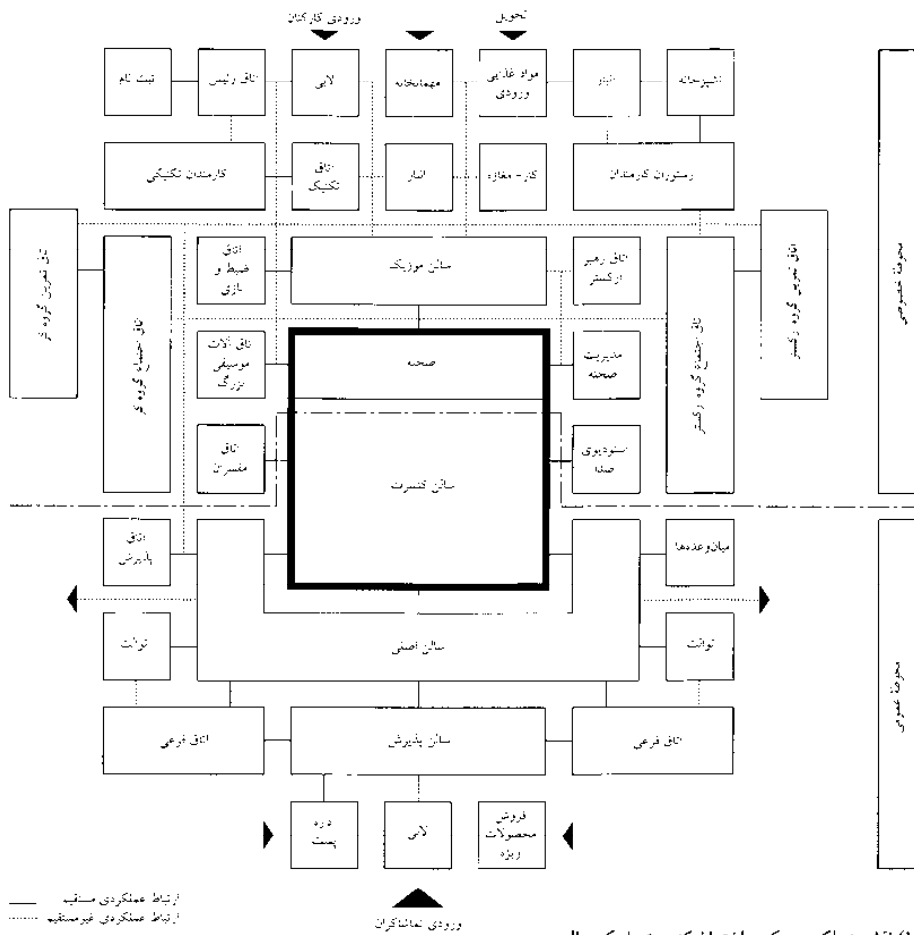 ورودی کارکنان
تحویل
ثبت نام
اتاق رئیس
لابی
مهمانخانه
مواد غذایی
ورودی
انبار
آشپزخانه
کارمندان تکنیکی
اتاق
تکنیک
انبار
کار - مغازه
رستوران کارمندان
اتاق تمرین گروه کر
اتاق اجتماع گروه کر
اتاق
ضبط و
بازی
سالن موزیک
اتاق رهبر
ارکستر
اتاق اجتماع گروه ارکستر
اتاق تمرین گروه ارکستر
محوطهٔ خصوصی
اتاق آلات
موسیقی
بزرگ
صحنه
مدیریت
صحنه
اتاق
مفسران
سالن کنسرت
استودیوی
صدا
اتاق
پذیرش
میان‌وعده‌ها
توالت
سالن اصلی
توالت
محوطهٔ عمومی
اتاق فرعی
سالن پذیرش
اتاق فرعی
پست
لابی
فروش
محصولات
ویژه
ارتباط عملکردی مستقیم
ارتباط عملکردی غیرمستقیم
ورودی تماشاگران